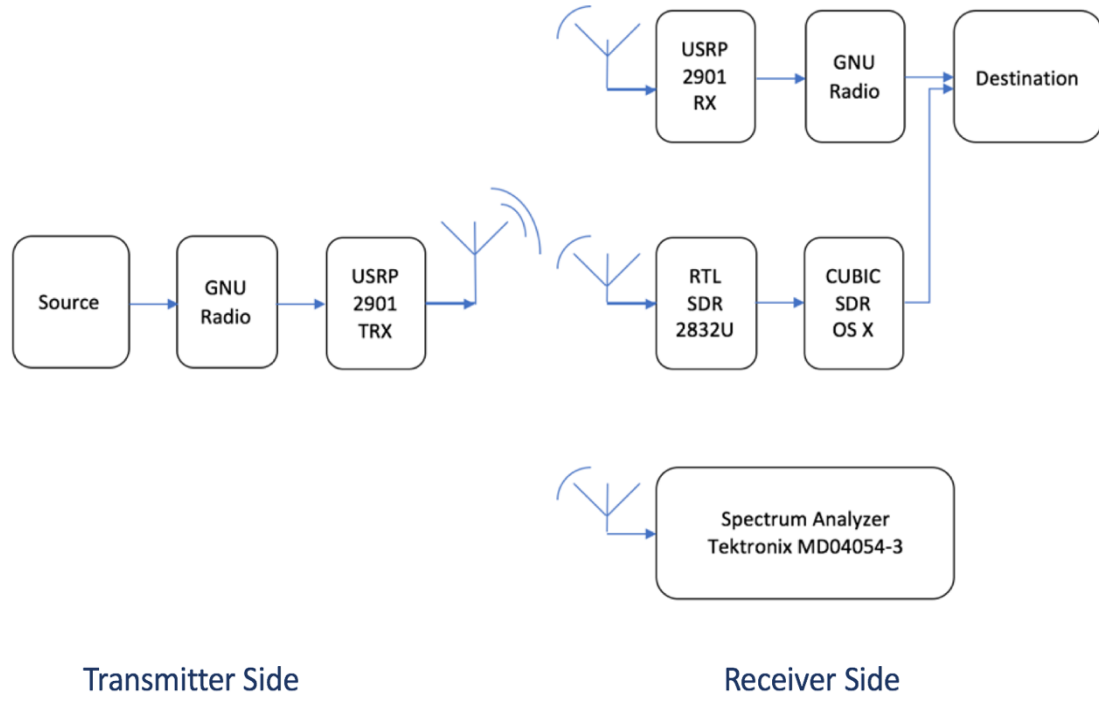 USRP
2901
RX
GNU
Radio
Destination
Source
GNU
Radio
USRP
2901
TRX
RTL
SDR
2832U
CUBIC
SDR
OS X
Spectrum Analyzer
Tektronix MD04054-3
Transmitter Side
Receiver Side